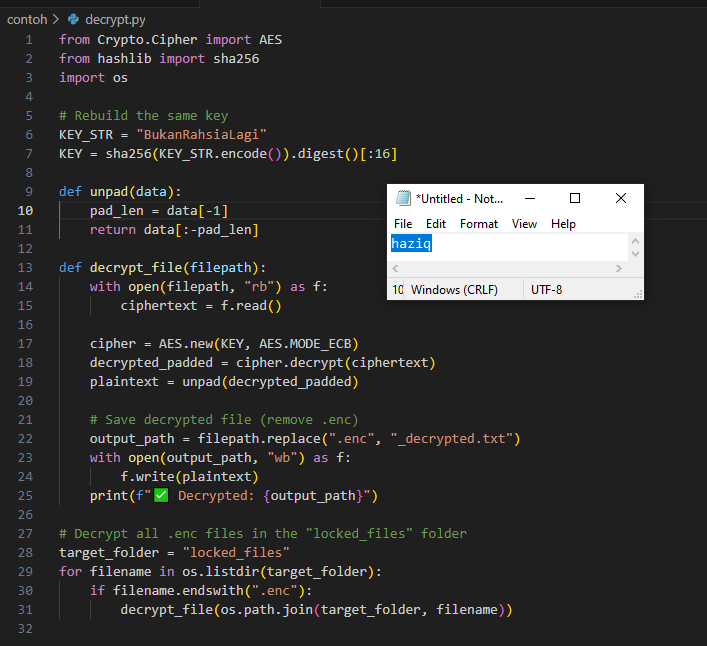 contoh > decrypt.py
1 from Crypto.Cipher import AES
2 from hashlib import sha256
3 import os
4
5 # Rebuild the same key
6 KEY_STR = "BukanRahsiaLagi"
7 KEY = sha256(KEY_STR.encode()).digest()[:16]
8
9 def unpad(data):
10     pad_len = data[-1]
11     return data[:-pad_len]
12
13 def decrypt_file(filepath):
14     with open(filepath, "rb") as f:
15         ciphertext = f.read()
16
17     cipher = AES.new(KEY, AES.MODE_ECB)
18     decrypted_padded = cipher.decrypt(ciphertext)
19     plaintext = unpad(decrypted_padded)
20
21     # Save decrypted file (remove .enc)
22     output_path = filepath.replace(".enc", "_decrypted.txt")
23     with open(output_path, "wb") as f:
24         f.write(plaintext)
25     print(f"✅ Decrypted: {output_path}")
26
27 # Decrypt all .enc files in the "locked_files" folder
28 target_folder = "locked_files"
29 for filename in os.listdir(target_folder):
30     if filename.endswith(".enc"):
31         decrypt_file(os.path.join(target_folder, filename))
32
*Untitled - Not...
File Edit Format View Help
haziq
10 Windows (CRLF) UTF-8